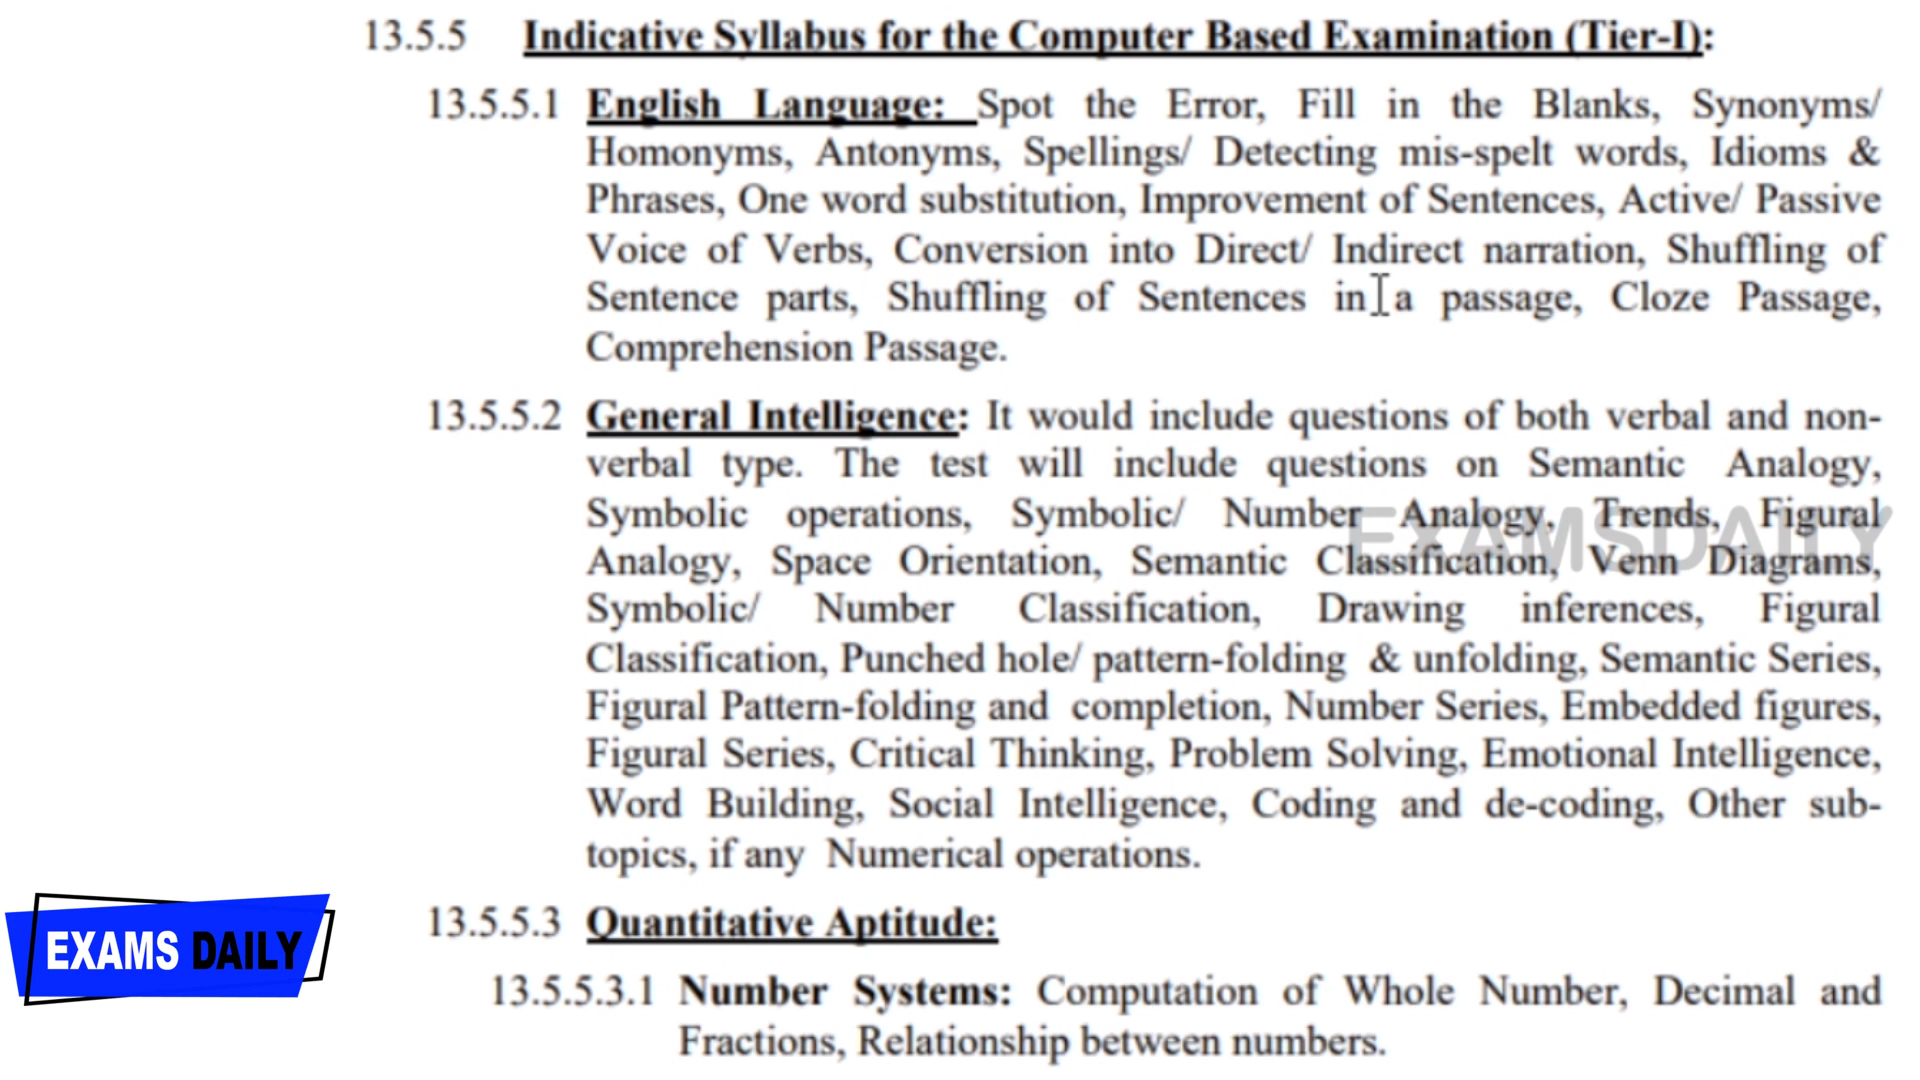 13.5.5 Indicative Syllabus for the Computer Based Examination (Tier-I):
13.5.5.1 English Language: Spot the Error, Fill in the Blanks, Synonyms/
Homonyms, Antonyms, Spellings/ Detecting mis-spelt words, Idioms &
Phrases, One word substitution, Improvement of Sentences, Active/ Passive
Voice of Verbs, Conversion into Direct/ Indirect narration, Shuffling of
Sentence parts, Shuffling of Sentences in a passage, Cloze Passage,
Comprehension Passage.
13.5.5.2 General Intelligence: It would include questions of both verbal and non-
verbal type. The test will include questions on Semantic Analogy,
Symbolic operations, Symbolic/ Number Analogy, Trends, Figural
Analogy, Space Orientation, Semantic Classification, Venn Diagrams,
Symbolic/ Number Classification, Drawing inferences, Figural
Classification, Punched hole/ pattern-folding & unfolding, Semantic Series,
Figural Pattern-folding and completion, Number Series, Embedded figures,
Figural Series, Critical Thinking, Problem Solving, Emotional Intelligence,
Word Building, Social Intelligence, Coding and de-coding, Other sub-
topics, if any Numerical operations.
13.5.5.3 Quantitative Aptitude:
13.5.5.3.1 Number Systems: Computation of Whole Number, Decimal and
Fractions, Relationship between numbers.
EXAMSDAILY
EXAMS DAILY